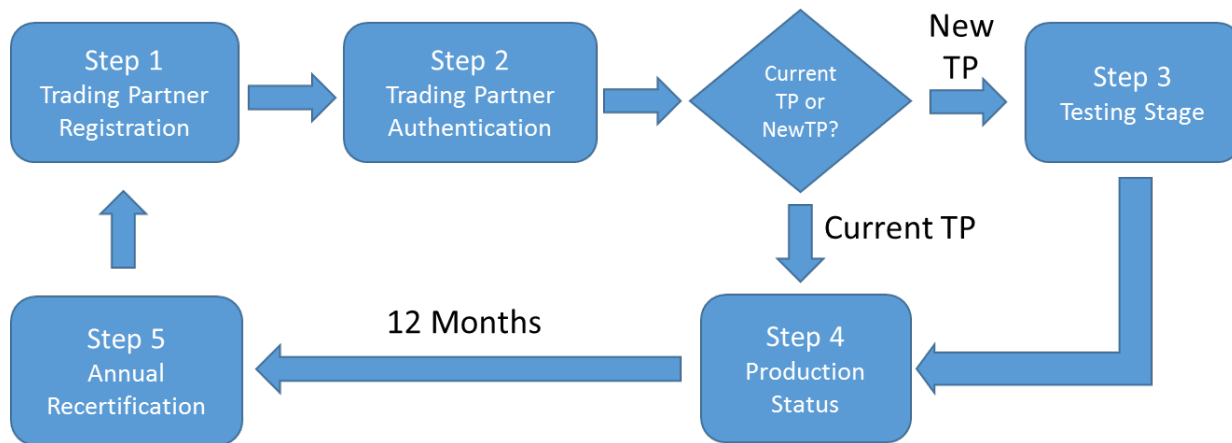 Step 1
Trading Partner
Registration
Step 2
Trading Partner
Authentication
Current
TP or
NewTP?
New
TP
Step 3
Testing Stage
Current TP
Step 4
Production
Status
12 Months
Step 5
Annual
Recertification